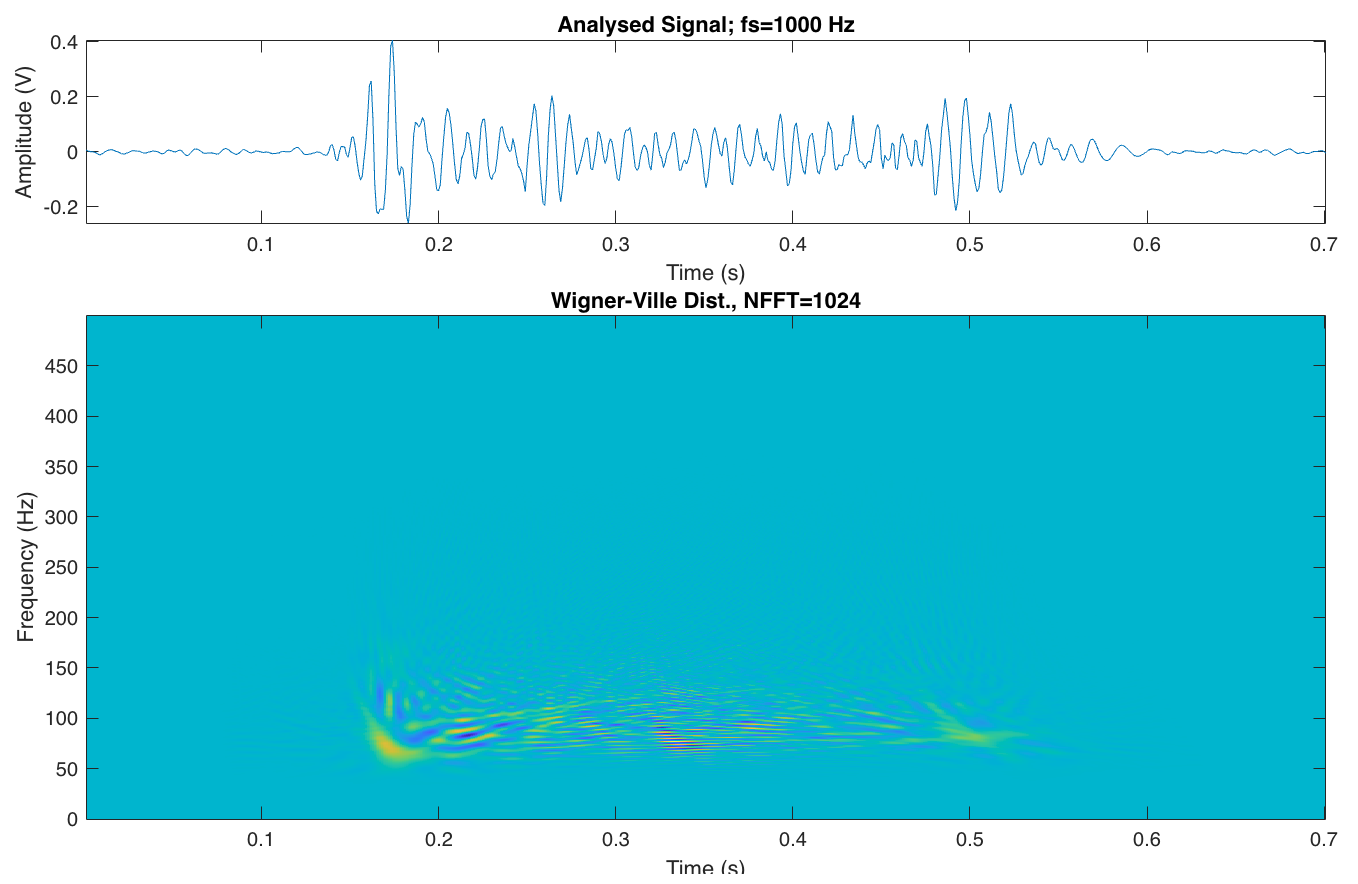 Analysed Signal; fs=1000 Hz
0.4
0.2
0
-0.2
Amplitude (V)
0.1 0.2 0.3 0.4 0.5 0.6 0.7
Time (s)
Wigner-Ville Dist., NFFT=1024
450
400
350
300
250
200
150
100
50
0
Frequency (Hz)
0.1 0.2 0.3 0.4 0.5 0.6 0.7
Time (s)